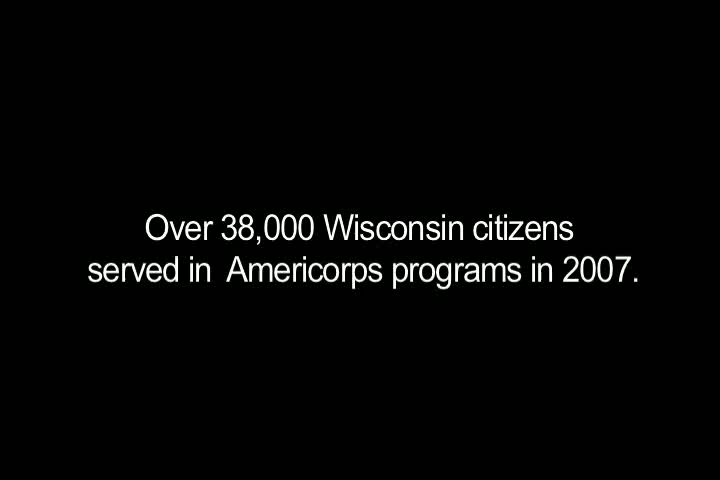 Over 38,000 Wisconsin citizens
served in  Americorps programs in 2007.